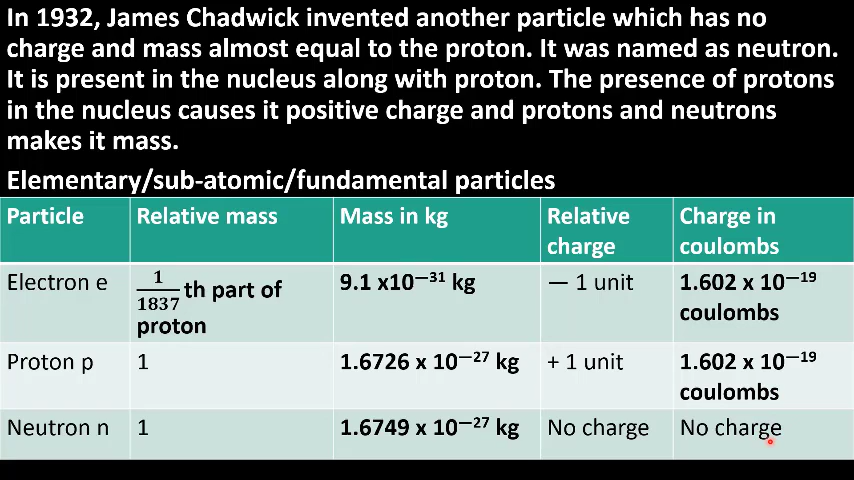 In 1932, James Chadwick invented another particle which has no
charge and mass almost equal to the proton. It was named as neutron.
It is present in the nucleus along with proton. The presence of protons
in the nucleus causes it positive charge and protons and neutrons
makes it mass.
Elementary/sub-atomic/fundamental particles
Particle Relative mass Mass in kg Relative charge Charge in coulombs
Electron e 1/1837 th part of proton 9.1 x10⁻³¹ kg — 1 unit 1.602 x 10⁻¹⁹ coulombs
Proton p 1 1.6726 x 10⁻²⁷ kg + 1 unit 1.602 x 10⁻¹⁹ coulombs
Neutron n 1 1.6749 x 10⁻²⁷ kg No charge No charge